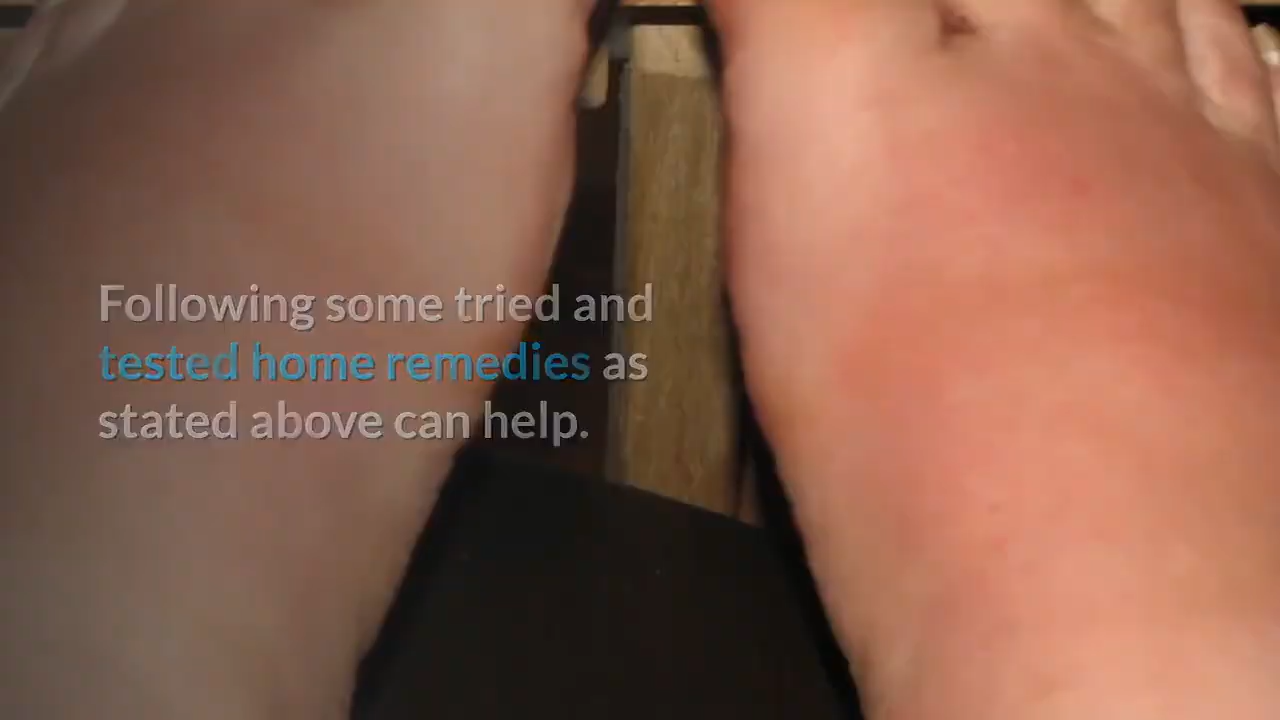 Following some tried and
tested home remedies as
stated above can help.